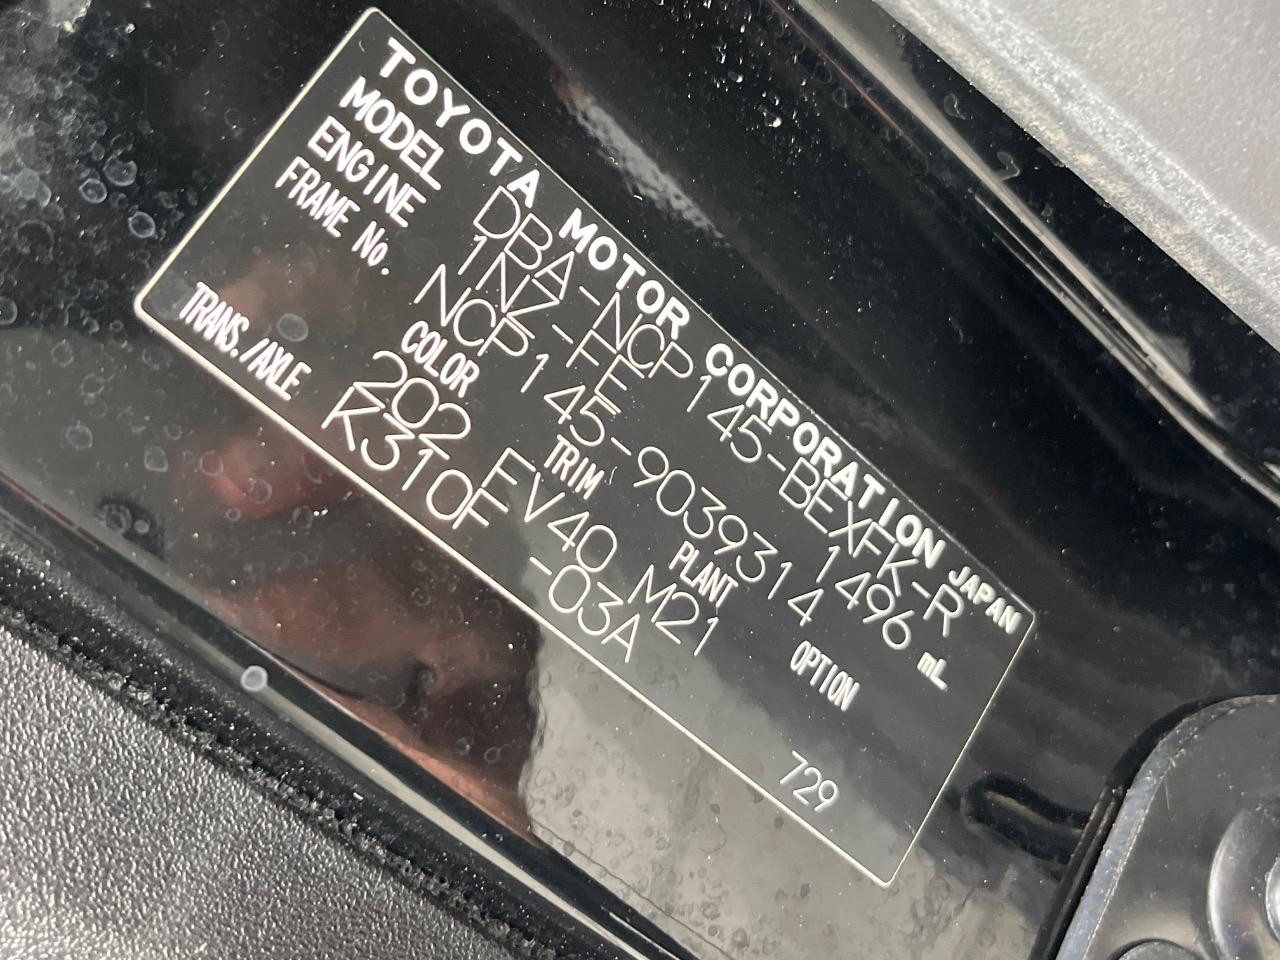 TOYOTA MOTOR CORPORATION JAPAN
MODEL DBA-NCP145-BEXFK-R
ENGINE 1NZ-FE 1496 mL
FRAME No. NCP145-9039314
COLOR TRIM PLANT OPTION
202 FV40 M21
TRANS./AXLE K310F -03A
729